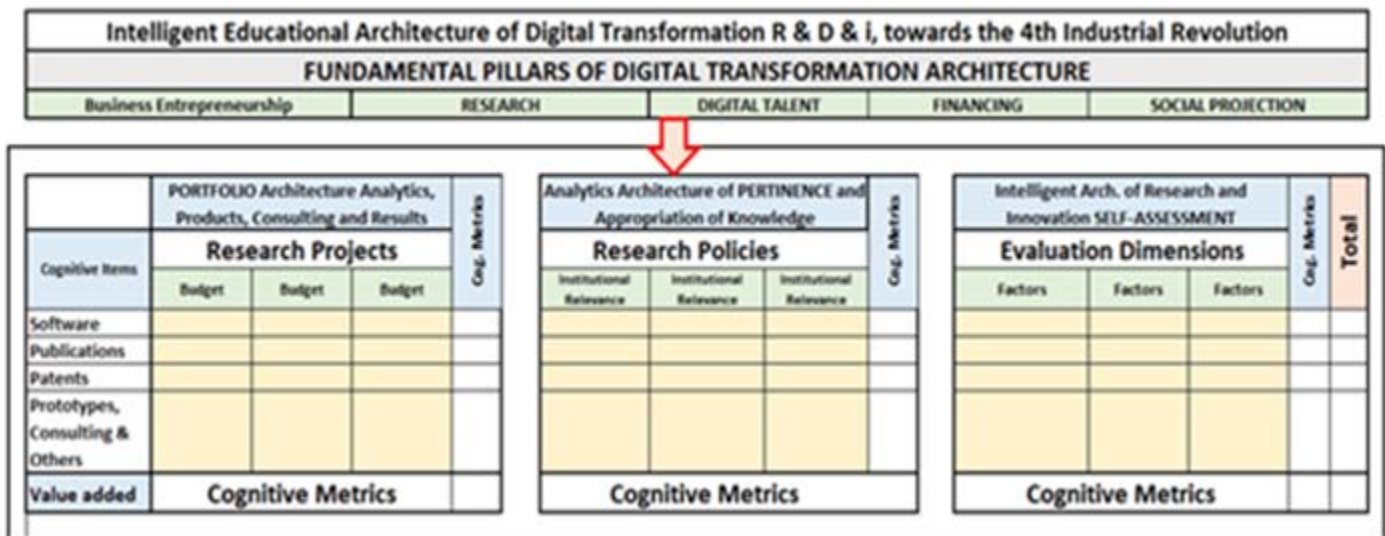 Intelligent Educational Architecture of Digital Transformation R & D & i, towards the 4th Industrial Revolution
FUNDAMENTAL PILLARS OF DIGITAL TRANSFORMATION ARCHITECTURE
Business Entrepreneurship RESEARCH DIGITAL TALENT FINANCING SOCIAL PROJECTION
PORTFOLIO Architecture Analytics,
Products, Consulting and Results
Research Projects
Cognitive Items
Budget Budget Budget
Cog. Metrics
Analytics Architecture of PERTINENCE and
Appropriation of Knowledge
Research Policies
Institutional Institutional Institutional
Relevance Relevance Relevance
Cog. Metrics
Intelligent Arch. of Research and
Innovation SELF-ASSESSMENT
Evaluation Dimensions
Factors Factors Factors
Cog. Metrics
Total
Software
Publications
Patents
Prototypes,
Consulting &
Others
Value added Cognitive Metrics Cognitive Metrics Cognitive Metrics